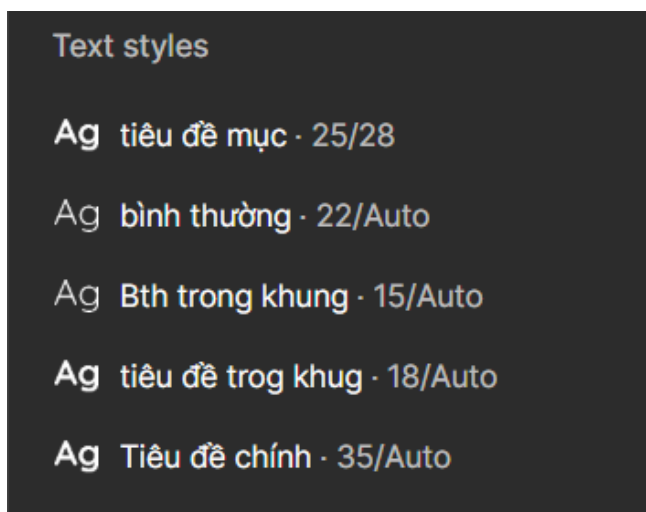 Text styles
Ag tiêu đề mục · 25/28
Ag bình thường · 22/Auto
Ag Bth trong khung · 15/Auto
Ag tiêu đề trog khug · 18/Auto
Ag Tiêu đề chính · 35/Auto